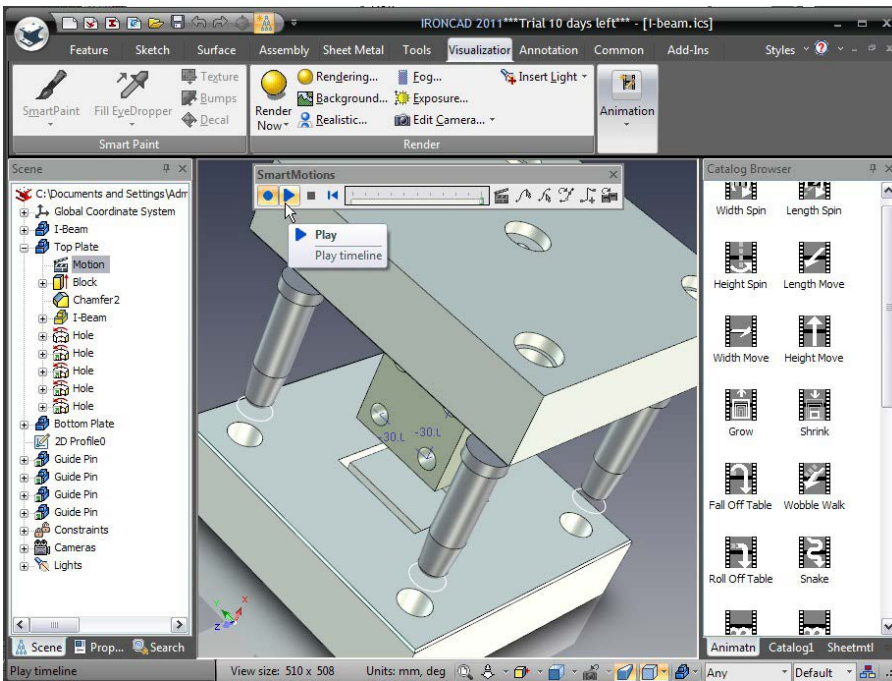 IRONCAD 2011***Trial 10 days left*** - [I-beam.ics]
Feature Sketch Surface Assembly Sheet Metal Tools Visualization Annotation Common Add-Ins Styles
SmartPaint
Fill EyeDropper
Texture
Bumps
Decal
Smart Paint
Render Now
Rendering...
Background...
Realistic...
Fog...
Exposure...
Edit Camera...
Insert Light
Render
Animation
Scene
C:\Documents and Settings\Adm
Global Coordinate System
I-Beam
Top Plate
Motion
Block
Chamfer2
I-Beam
Hole
Hole
Hole
Hole
Hole
Bottom Plate
2D Profile0
Guide Pin
Guide Pin
Guide Pin
Guide Pin
Constraints
Cameras
Lights
Scene Prop... Search
SmartMotions
Play
Play timeline
-30.L -30.L
X
Y
Z
Catalog Browser
Width Spin Length Spin
Height Spin Length Move
Width Move Height Move
Grow Shrink
Fall Off Table Wobble Walk
Roll Off Table Snake
Animatn Catalog1 Sheetmtl
Play timeline View size: 510 x 508 Units: mm, deg Any Default